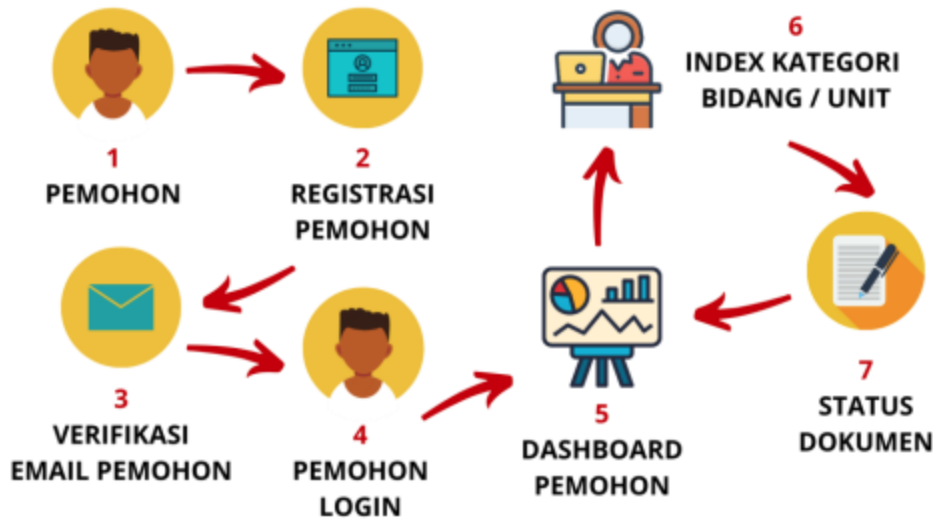 1
PEMOHON
2
REGISTRASI
PEMOHON
3
VERIFIKASI
EMAIL PEMOHON
4
PEMOHON
LOGIN
5
DASHBOARD
PEMOHON
6
INDEX KATEGORI
BIDANG / UNIT
7
STATUS
DOKUMEN